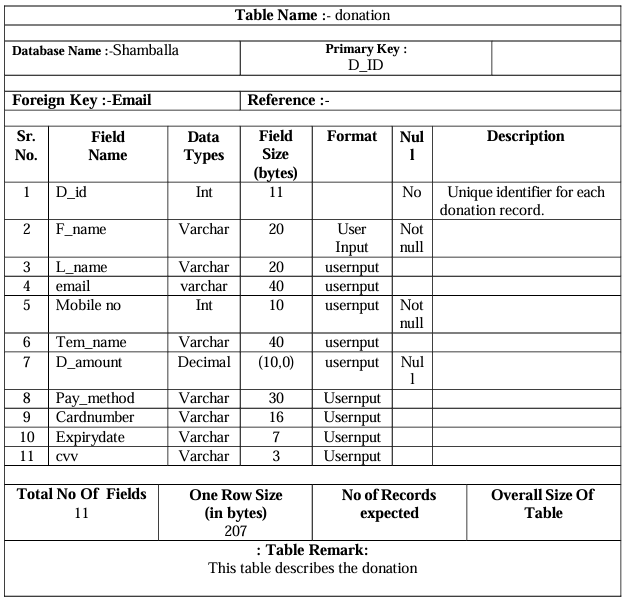 Table Name :- donation
Database Name :-Shamballa Primary Key :
D_ID
Foreign Key :-Email Reference :-
Sr. Field Data Field Format Nul Description
No. Name Types Size l
(bytes)
1 D_id Int 11 No Unique identifier for each
donation record.
2 F_name Varchar 20 User Not
Input null
3 L_name Varchar 20 usernput
4 email varchar 40 usernput
5 Mobile no Int 10 usernput Not
null
6 Tem_name Varchar 40 usernput
7 D_amount Decimal (10,0) usernput Nul
l
8 Pay_method Varchar 30 Usernput
9 Cardnumber Varchar 16 Usernput
10 Expirydate Varchar 7 Usernput
11 cvv Varchar 3 Usernput
Total No Of Fields One Row Size No of Records Overall Size Of
11 (in bytes) expected Table
207
: Table Remark:
This table describes the donation